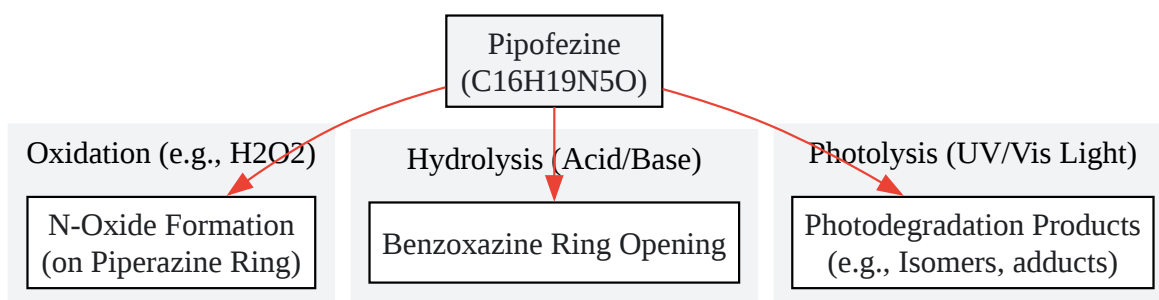 Pipofezine
(C16H19N5O)
Oxidation (e.g., H2O2)
N-Oxide Formation
(on Piperazine Ring)
Hydrolysis (Acid/Base)
Benzoxazine Ring Opening
Photolysis (UV/Vis Light)
Photodegradation Products
(e.g., Isomers, adducts)